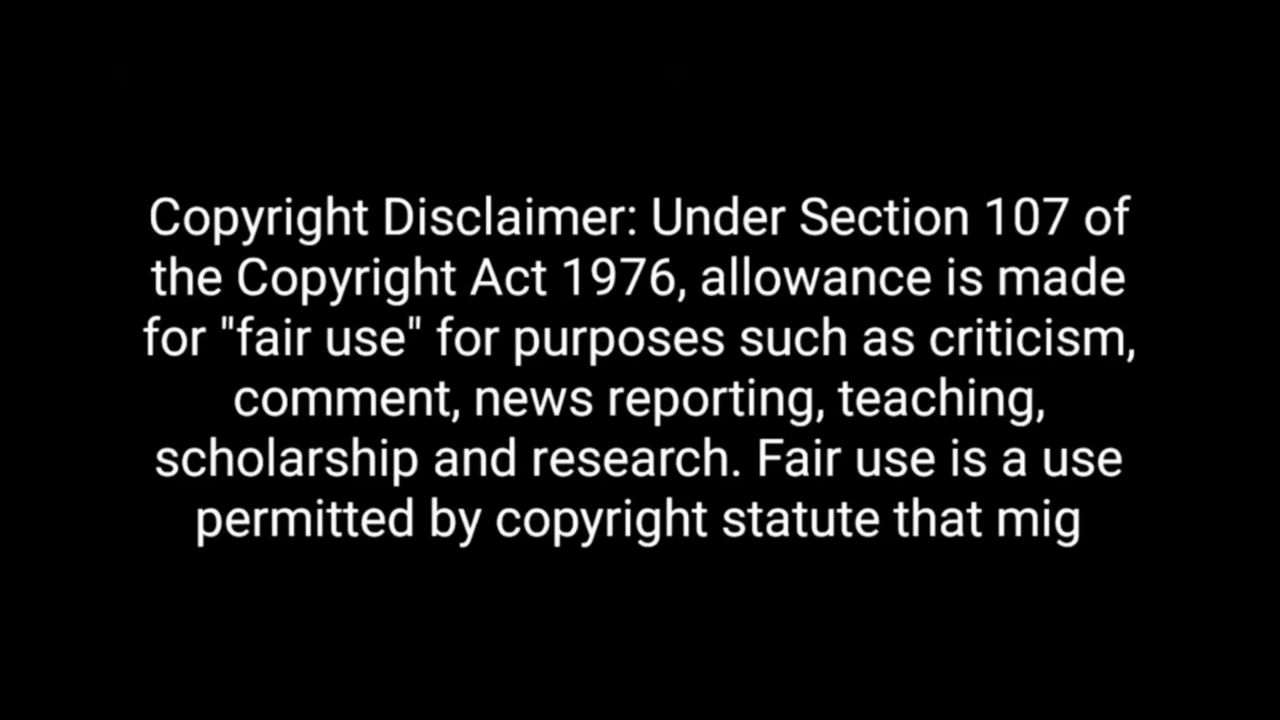 Copyright Disclaimer: Under Section 107 of
the Copyright Act 1976, allowance is made
for "fair use" for purposes such as criticism,
comment, news reporting, teaching,
scholarship and research. Fair use is a use
permitted by copyright statute that mig